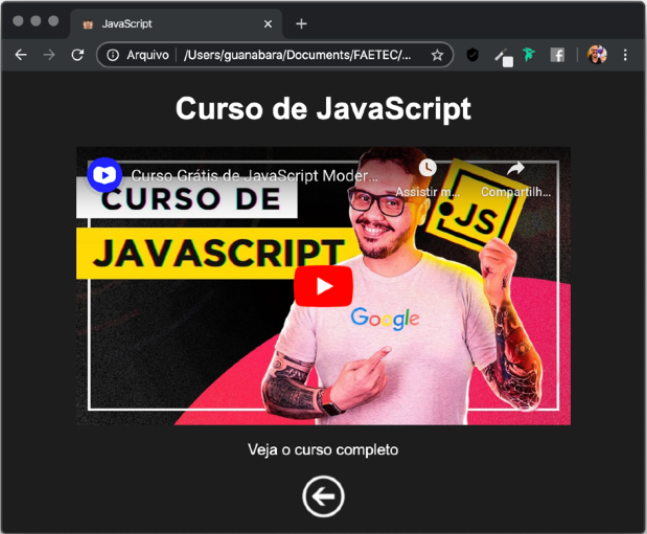 JavaScript
Arquivo | /Users/guanabara/Documents/FAETEC/...
Curso de JavaScript
Curso Grátis de JavaScript Moder...
Assistir m...
Compartilh...
CURSO DE
JAVASCRIPT
JS
Google
Veja o curso completo